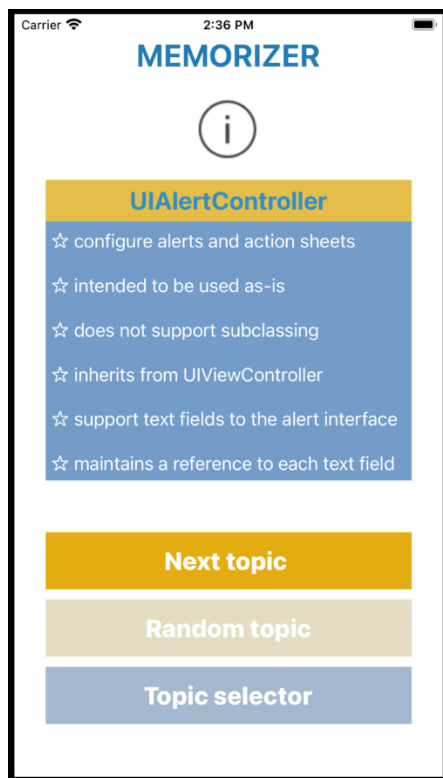 Carrier 2:36 PM
MEMORIZER
i
UIAlertController
☆ configure alerts and action sheets
☆ intended to be used as-is
☆ does not support subclassing
☆ inherits from UIViewController
☆ support text fields to the alert interface
☆ maintains a reference to each text field
Next topic
Random topic
Topic selector